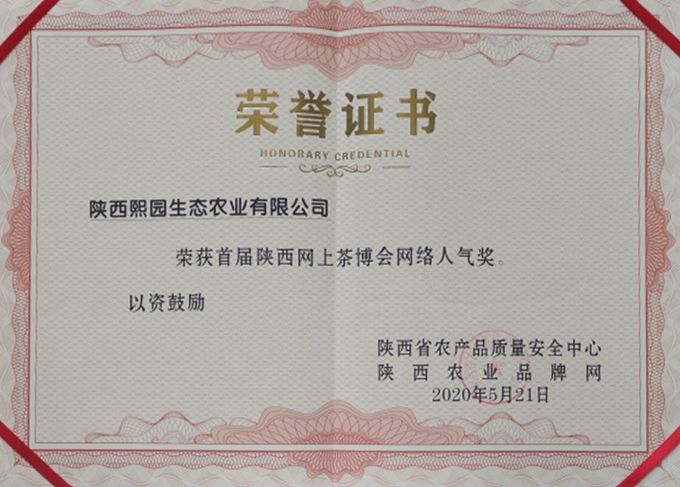 荣誉证书
HONORARY CREDENTIAL
陕西熙园生态农业有限公司
荣获首届陕西网上茶博会网络人气奖。
以资鼓励
陕西省农产品质量安全中心
陕西农业品牌网
2020年5月21日